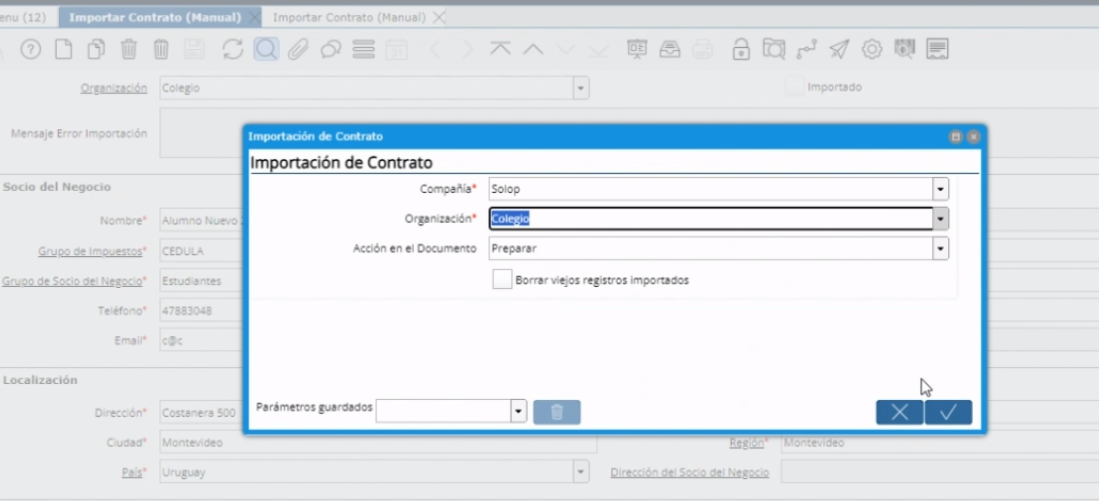 enu (12) Importar Contrato (Manual) Importar Contrato (Manual)
Organización Colegio Importado
Mensaje Error Importación
Importación de Contrato
Importación de Contrato
Compañía* Solop
Organización* Colegio
Acción en el Documento Preparar
Borrar viejos registros importados
Parámetros guardados
Socio del Negocio
Nombre* Alumno Nuevo
Grupo de Impuestos* CEDULA
Grupo de Socio del Negocio* Estudiantes
Teléfono* 47883048
Email* c@c
Localización
Dirección* Costanera 500
Ciudad* Montevideo Región* Montevideo
País* Uruguay Dirección del Socio del Negocio